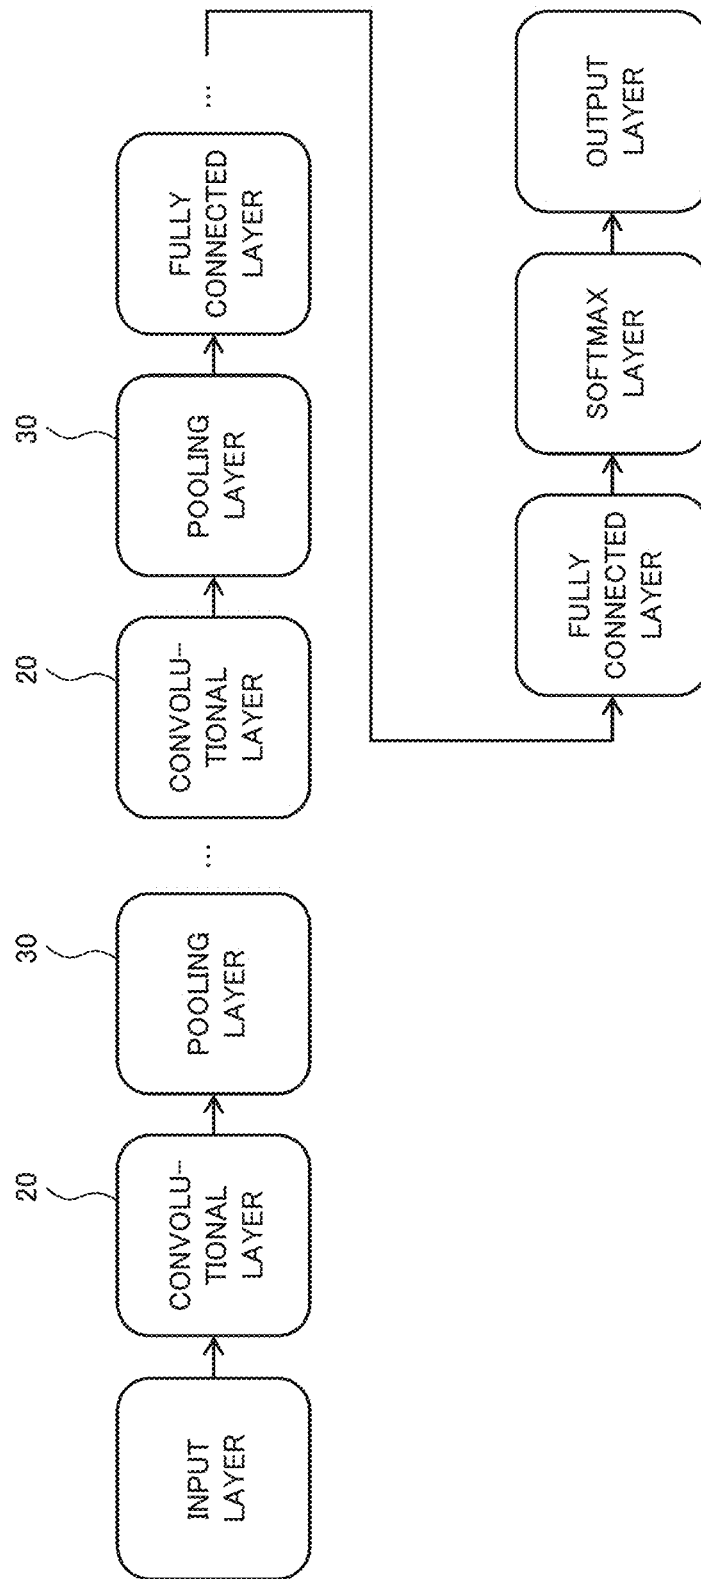 INPUT
LAYER
20
CONVOLU-
TIONAL
LAYER
30
POOLING
LAYER
...
20
CONVOLU-
TIONAL
LAYER
30
POOLING
LAYER
FULLY
CONNECTED
LAYER
...
FULLY
CONNECTED
LAYER
SOFTMAX
LAYER
OUTPUT
LAYER